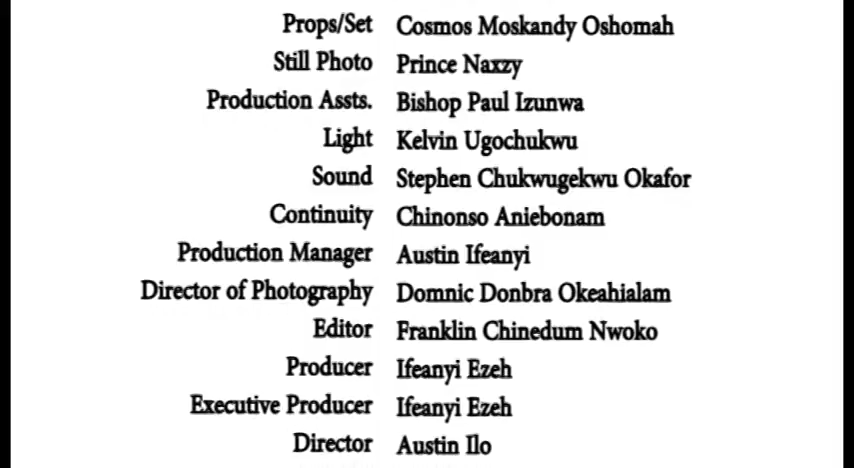 Props/Set Cosmos Moskandy Oshomah
Still Photo Prince Naxzy
Production Assts. Bishop Paul Izunwa
Light Kelvin Ugochukwu
Sound Stephen Chukwugekwu Okafor
Continuity Chinonso Aniebonam
Production Manager Austin Ifeanyi
Director of Photography Domnic Donbra Okeahialam
Editor Franklin Chinedum Nwoko
Producer Ifeanyi Ezeh
Executive Producer Ifeanyi Ezeh
Director Austin Ilo